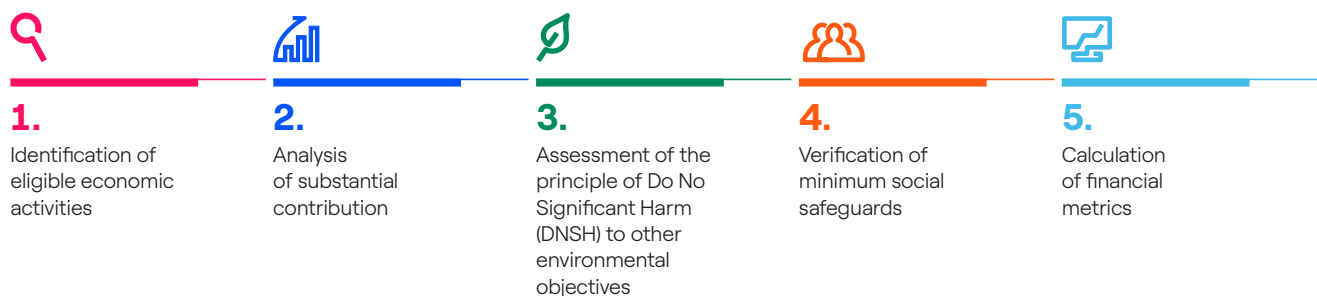 1.
Identification of
eligible economic
activities
2.
Analysis
of substantial
contribution
3.
Assessment of the
principle of Do No
Significant Harm
(DNSH) to other
environmental
objectives
4.
Verification of
minimum social
safeguards
5.
Calculation
of financial
metrics